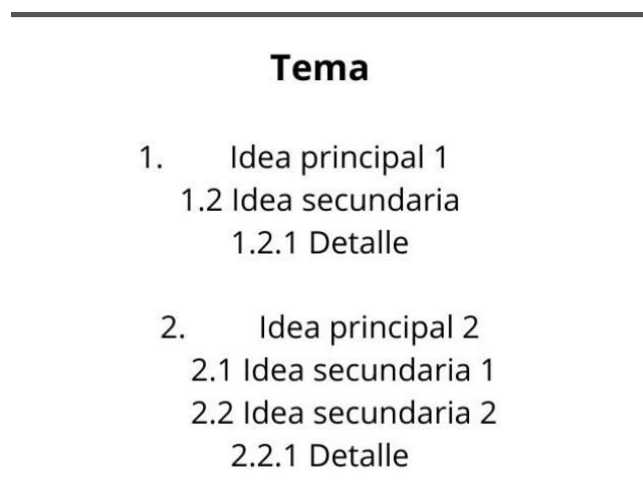 Tema
1. Idea principal 1
1.2 Idea secundaria
1.2.1 Detalle
2. Idea principal 2
2.1 Idea secundaria 1
2.2 Idea secundaria 2
2.2.1 Detalle